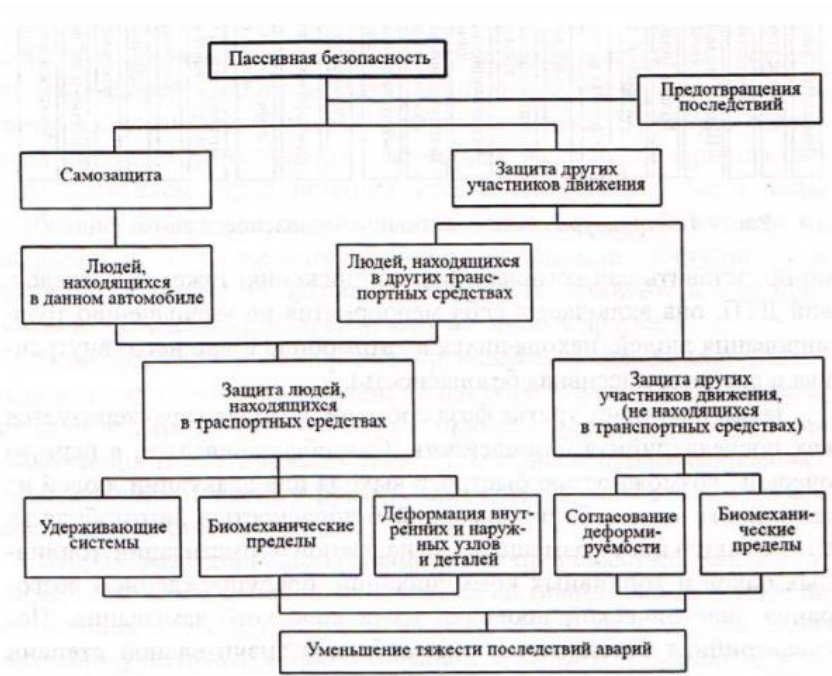 Пассивная безопасность
Предотвращения
последствий
Самозащита
Защита других
участников движения
Людей,
находящихся
в данном автомобиле
Людей, находящихся
в других транс-
портных средствах
Защита людей,
находящихся
в траспортных средствах
Защита других
участников движения,
(не находящихся
в транспортных средствах)
Удерживающие
системы
Биомеханические
пределы
Деформация внут-
ренних и наруж-
ных узлов
и деталей
Согласование
деформи-
руемости
Биомехани-
ческие
пределы
Уменьшение тяжести последствий аварий